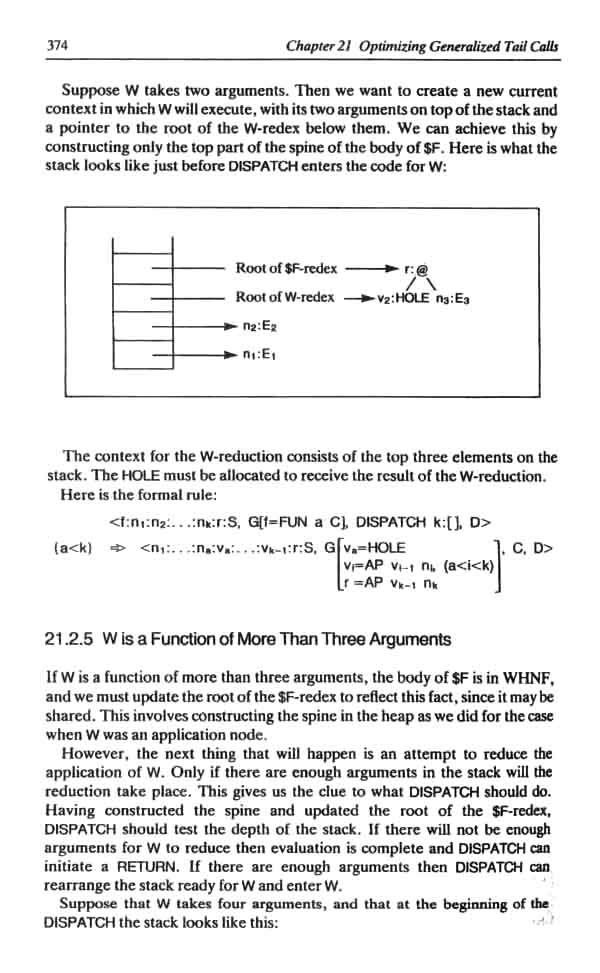 374
Chapter 21 Optimizing Generalized Tail Calls
Suppose W takes two arguments. Then we want to create a new current
context in which W will execute, with its two arguments on top of the stack and
a pointer to the root of the W-redex below them. We can achieve this by
constructing only the top part of the spine of the body of $F. Here is what the
stack looks like just before DISPATCH enters the code for W:
Root of $F-redex → r:@
Root of W-redex → v₂:HOLE n₃:E₃
n₂:E₂
n₁:E₁
The context for the W-reduction consists of the top three elements on the
stack. The HOLE must be allocated to receive the result of the W-reduction.
Here is the formal rule:
<f:n₁:n₂:. . .:nₖ:r:S, G[f=FUN a C], DISPATCH k:[ ], D>
{a<k} ⇒ <n₁:. . .:nₐ:vₐ:. . .:vₖ₋₁:r:S, G[vₐ=HOLE ], C, D>
vᵢ=AP vᵢ₋₁ nᵢ, (a<i<k)
r =AP vₖ₋₁ nₖ
21.2.5 W is a Function of More Than Three Arguments
If W is a function of more than three arguments, the body of $F is in WHNF,
and we must update the root of the $F-redex to reflect this fact, since it may be
shared. This involves constructing the spine in the heap as we did for the case
when W was an application node.
However, the next thing that will happen is an attempt to reduce the
application of W. Only if there are enough arguments in the stack will the
reduction take place. This gives us the clue to what DISPATCH should do.
Having constructed the spine and updated the root of the $F-redex,
DISPATCH should test the depth of the stack. If there will not be enough
arguments for W to reduce then evaluation is complete and DISPATCH can
initiate a RETURN. If there are enough arguments then DISPATCH can
rearrange the stack ready for W and enter W.
Suppose that W takes four arguments, and that at the beginning of the
DISPATCH the stack looks like this: